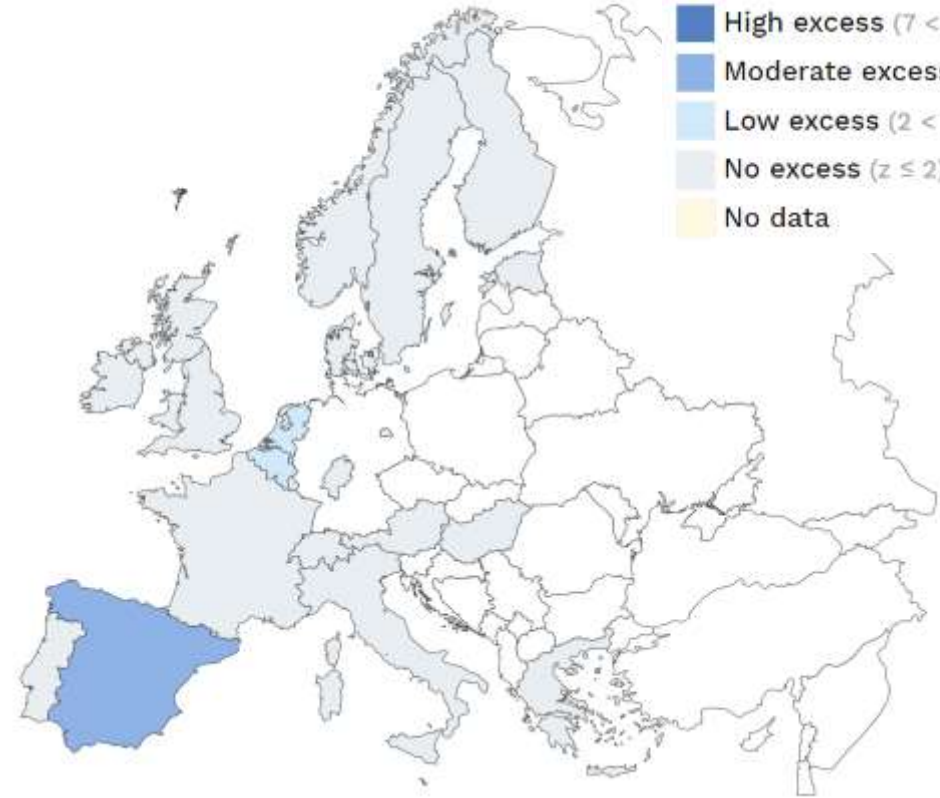 High excess (7 <
Moderate excess
Low excess (2 <
No excess (z ≤ 2)
No data